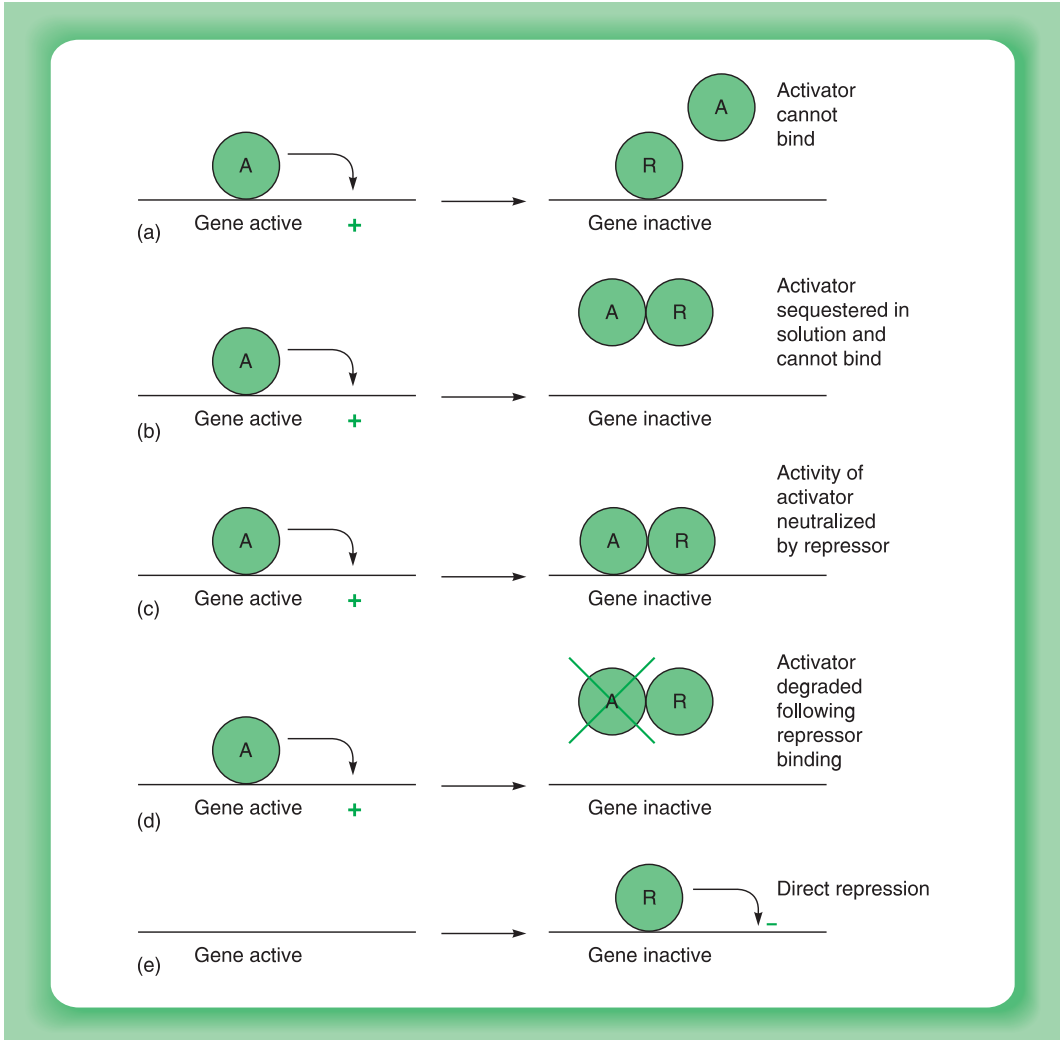 A
R
A
Activator
cannot
bind
(a)
Gene active
+
Gene inactive
A
A
R
Activator
sequestered in
solution and
cannot bind
(b)
Gene active
+
Gene inactive
A
A
R
Activity of
activator
neutralized
by repressor
(c)
Gene active
+
Gene inactive
A
A
R
Activator
degraded
following
repressor
binding
(d)
Gene active
+
Gene inactive
R
Direct repression
–
(e)
Gene active
Gene inactive